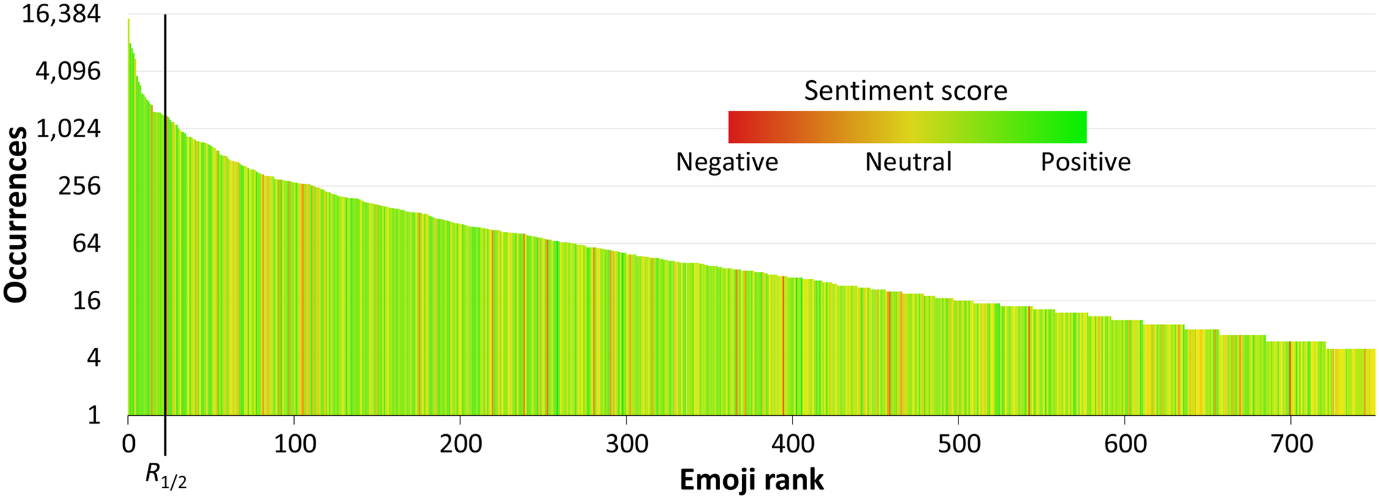 16,384
4,096
1,024
256
64
16
4
1
Occurrences
Sentiment score
Negative Neutral Positive
0 100 200 300 400 500 600 700
R1/2
Emoji rank